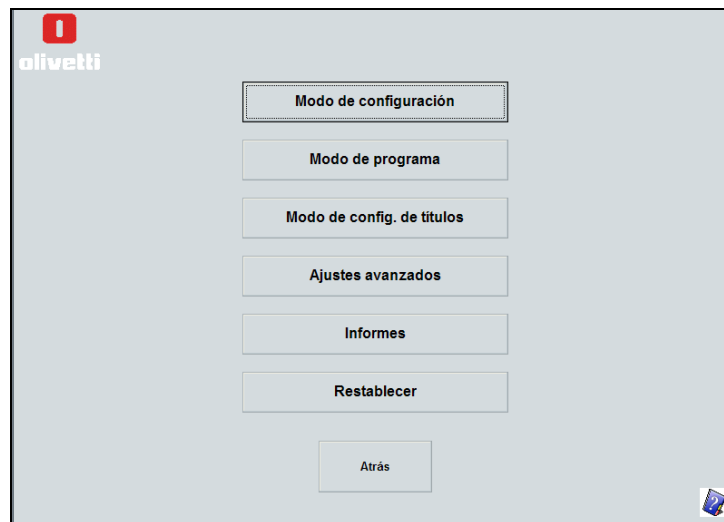 olivetti
Modo de configuración
Modo de programa
Modo de config. de títulos
Ajustes avanzados
Informes
Restablecer
Atrás
?